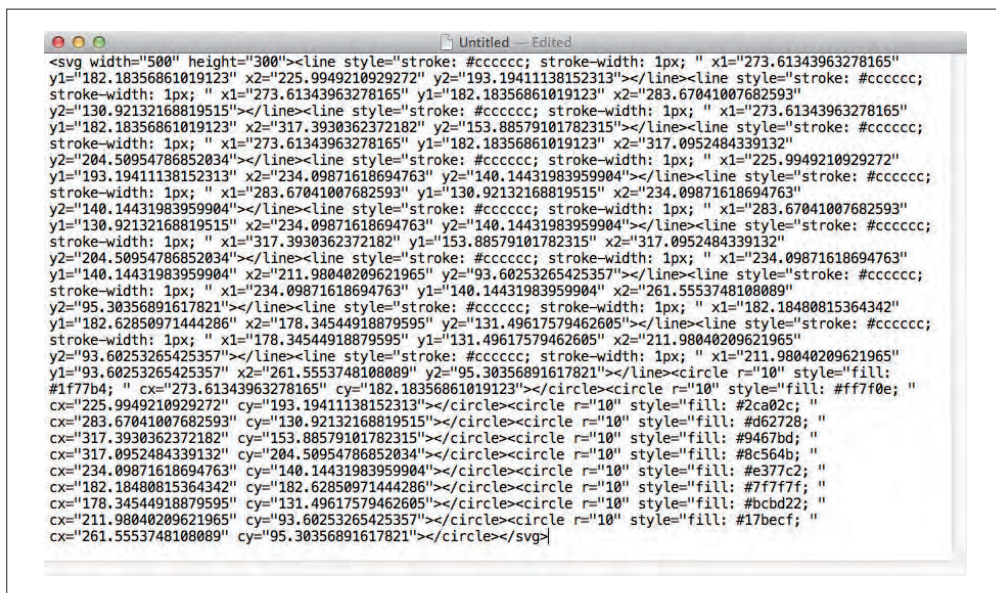 Untitled — Edited
<svg width="500" height="300"><line style="stroke: #cccccc; stroke-width: 1px; " x1="273.61343963278165"
y1="182.18356861019123" x2="225.9949210929272" y2="193.19411138152313"></line><line style="stroke: #cccccc;
stroke-width: 1px; " x1="273.61343963278165" y1="182.18356861019123" x2="283.67041007682593"
y2="130.92132168819515"></line><line style="stroke: #cccccc; stroke-width: 1px; " x1="273.61343963278165"
y1="182.18356861019123" x2="317.3930362372182" y2="153.88579101782315"></line><line style="stroke: #cccccc;
stroke-width: 1px; " x1="273.61343963278165" y1="182.18356861019123" x2="317.0952484339132"
y2="204.50954786852034"></line><line style="stroke: #cccccc; stroke-width: 1px; " x1="225.9949210929272"
y1="193.19411138152313" x2="234.09871618694763" y2="140.14431983959904"></line><line style="stroke: #cccccc;
stroke-width: 1px; " x1="283.67041007682593" y1="130.92132168819515" x2="234.09871618694763"
y2="140.14431983959904"></line><line style="stroke: #cccccc; stroke-width: 1px; " x1="283.67041007682593"
y1="130.92132168819515" x2="234.09871618694763" y2="140.14431983959904"></line><line style="stroke: #cccccc;
stroke-width: 1px; " x1="317.3930362372182" y1="153.88579101782315" x2="317.0952484339132"
y2="204.50954786852034"></line><line style="stroke: #cccccc; stroke-width: 1px; " x1="234.09871618694763"
y1="140.14431983959904" x2="211.98040209621965" y2="93.60253265425357"></line><line style="stroke: #cccccc;
stroke-width: 1px; " x1="234.09871618694763" y1="140.14431983959904" x2="261.5553748108089"
y2="95.30356891617821"></line><line style="stroke: #cccccc; stroke-width: 1px; " x1="182.18480815364342"
y1="182.62850971444286" x2="178.34544918879595" y2="131.49617579462605"></line><line style="stroke: #cccccc;
stroke-width: 1px; " x1="178.34544918879595" y1="131.49617579462605" x2="211.98040209621965"
y2="93.60253265425357"></line><line style="stroke: #cccccc; stroke-width: 1px; " x1="211.98040209621965"
y1="93.60253265425357" x2="261.5553748108089" y2="95.30356891617821"></line><circle r="10" style="fill:
#1f77b4; " cx="273.61343963278165" cy="182.18356861019123"></circle><circle r="10" style="fill: #ff7f0e; "
cx="225.9949210929272" cy="193.19411138152313"></circle><circle r="10" style="fill: #2ca02c; "
cx="283.67041007682593" cy="130.92132168819515"></circle><circle r="10" style="fill: #d62728; "
cx="317.3930362372182" cy="153.88579101782315"></circle><circle r="10" style="fill: #9467bd; "
cx="317.0952484339132" cy="204.50954786852034"></circle><circle r="10" style="fill: #8c564b; "
cx="234.09871618694763" cy="140.14431983959904"></circle><circle r="10" style="fill: #e377c2; "
cx="182.18480815364342" cy="182.62850971444286"></circle><circle r="10" style="fill: #7f7f7f; "
cx="178.34544918879595" cy="131.49617579462605"></circle><circle r="10" style="fill: #bcbd22; "
cx="211.98040209621965" cy="93.60253265425357"></circle><circle r="10" style="fill: #17becf; "
cx="261.5553748108089" cy="95.30356891617821"></circle></svg>